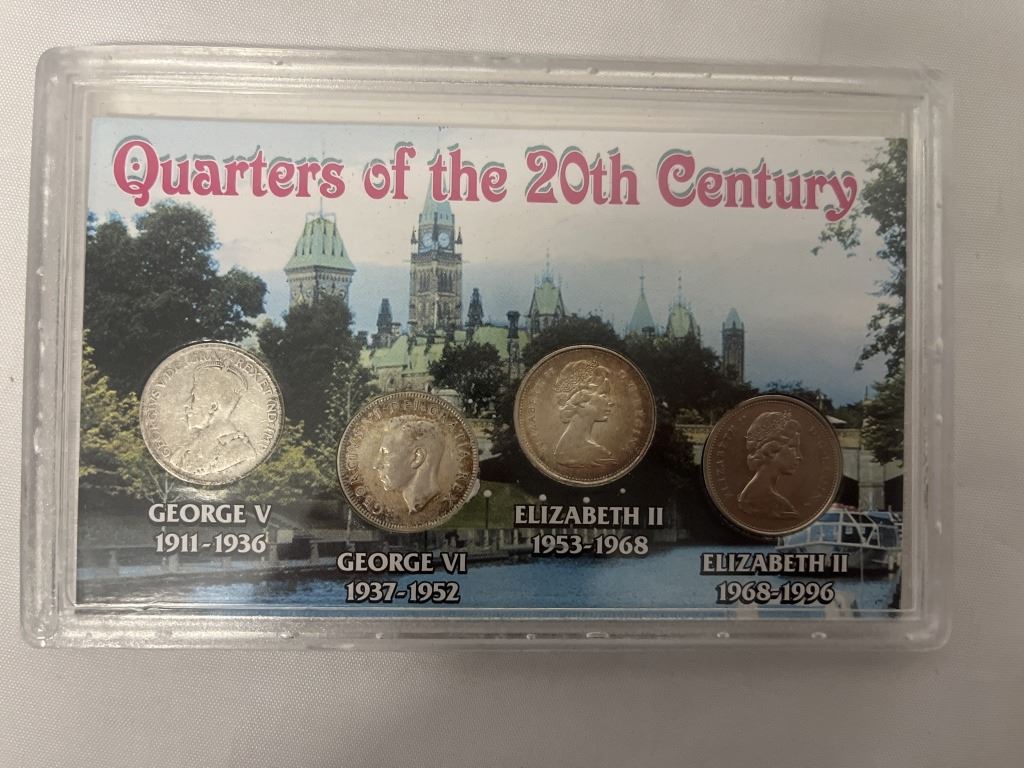 Quarters of the 20th Century
GEORGE V
1911-1936
GEORGE VI
1937-1952
ELIZABETH II
1953-1968
ELIZABETH II
1968-1996